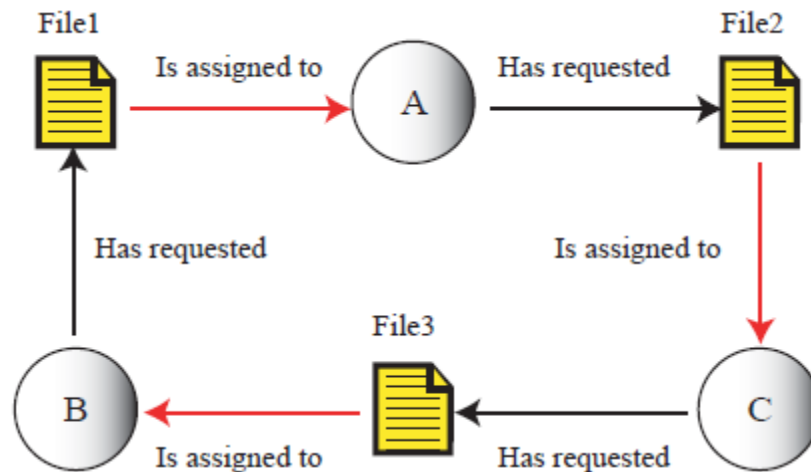 File1
File2
Is assigned to
Has requested
A
Has requested
Is assigned to
File3
B
C
Is assigned to
Has requested